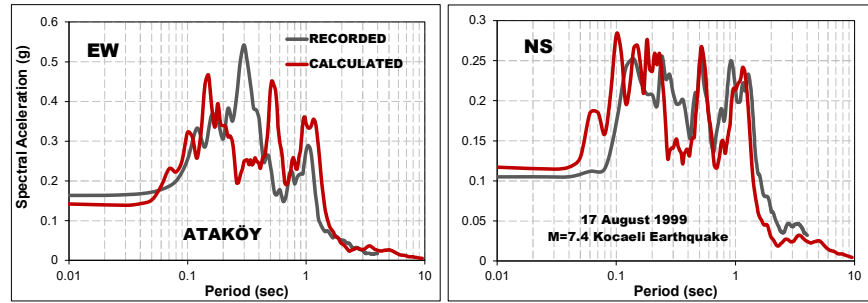 EW
RECORDED
CALCULATED
ATAKÖY
Spectral Aceleration (g)
0.6
0.5
0.4
0.3
0.2
0.1
0
0.01
0.1
1
10
Period (sec)
NS
17 August 1999
M=7.4 Kocaeli Earthquake
0.3
0.25
0.2
0.15
0.1
0.05
0
0.01
0.1
1
10
Period (sec)